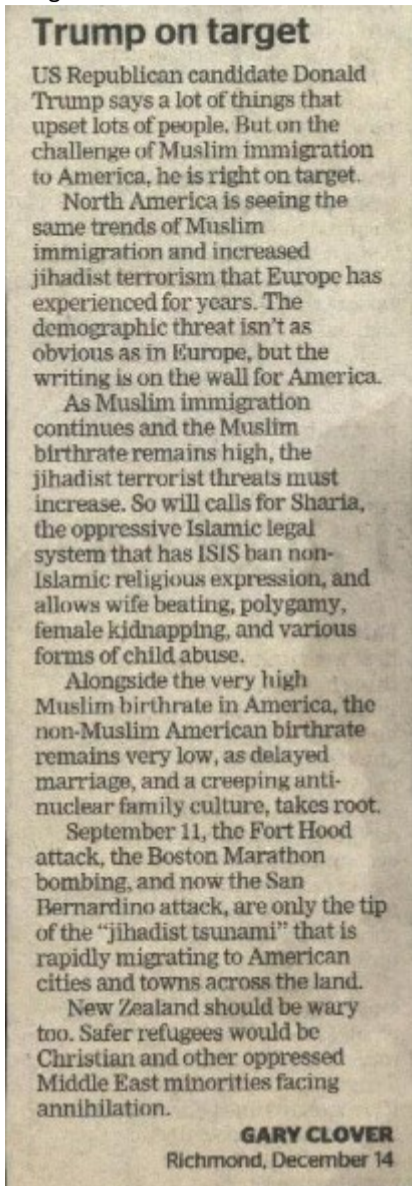 Trump on target
US Republican candidate Donald
Trump says a lot of things that
upset lots of people. But on the
challenge of Muslim immigration
to America, he is right on target.
North America is seeing the
same trends of Muslim
immigration and increased
jihadist terrorism that Europe has
experienced for years. The
demographic threat isn't as
obvious as in Europe, but the
writing is on the wall for America.
As Muslim immigration
continues and the Muslim
birthrate remains high, the
jihadist terrorist threats must
increase. So will calls for Sharia,
the oppressive Islamic legal
system that has ISIS ban non-
Islamic religious expression, and
allows wife beating, polygamy,
female kidnapping, and various
forms of child abuse.
Alongside the very high
Muslim birthrate in America, the
non-Muslim American birthrate
remains very low, as delayed
marriage, and a creeping anti-
nuclear family culture, takes root.
September 11, the Fort Hood
attack, the Boston Marathon
bombing, and now the San
Bernardino attack, are only the tip
of the "jihadist tsunami" that is
rapidly migrating to American
cities and towns across the land.
New Zealand should be wary
too. Safer refugees would be
Christian and other oppressed
Middle East minorities facing
annihilation.
GARY CLOVER
Richmond, December 14